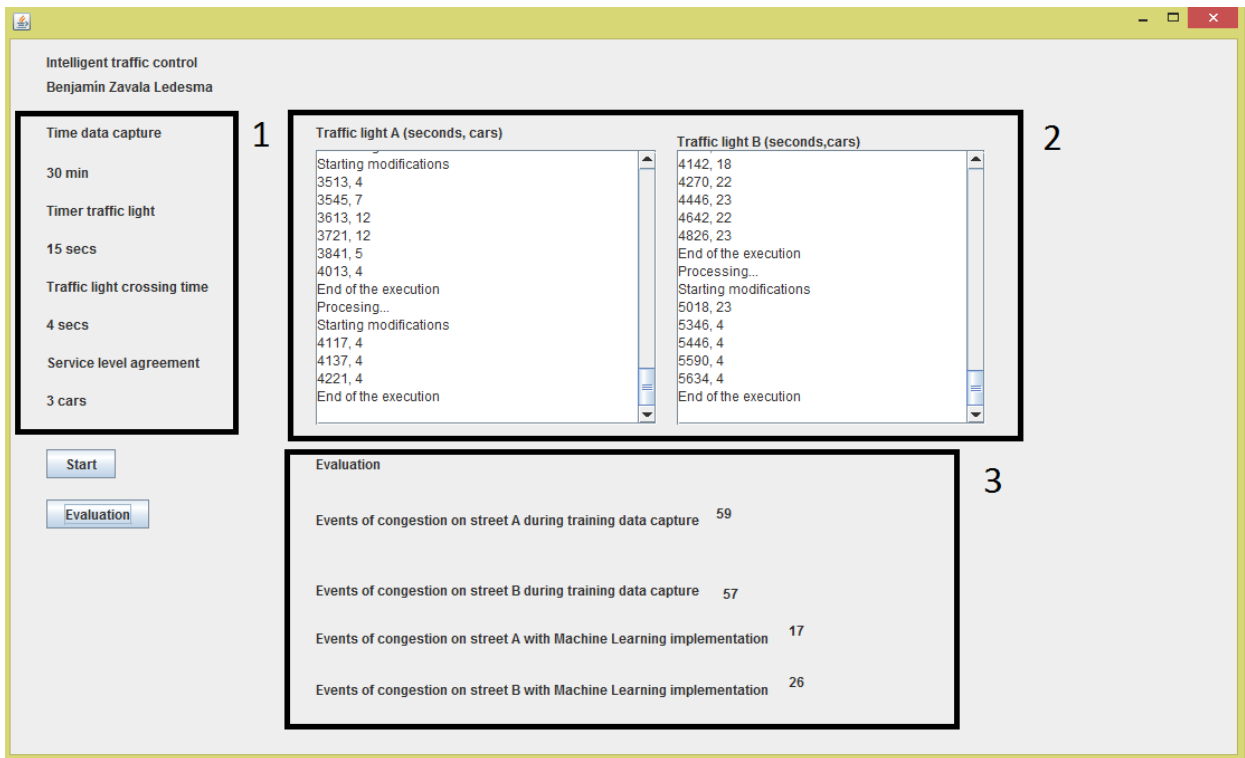 Intelligent traffic control
Benjamín Zavala Ledesma
1
Time data capture
30 min
Timer traffic light
15 secs
Traffic light crossing time
4 secs
Service level agreement
3 cars
Start
Evaluation
2
Traffic light A (seconds, cars)
Starting modifications
3513, 4
3545, 7
3613, 12
3721, 12
3841, 5
4013, 4
End of the execution
Procesing...
Starting modifications
4117, 4
4137, 4
4221, 4
End of the execution
Traffic light B (seconds,cars)
4142, 18
4270, 22
4446, 23
4642, 22
4826, 23
End of the execution
Processing...
Starting modifications
5018, 23
5346, 4
5446, 4
5590, 4
5634, 4
End of the execution
3
Evaluation
Events of congestion on street A during training data capture 59
Events of congestion on street B during training data capture 57
Events of congestion on street A with Machine Learning implementation 17
Events of congestion on street B with Machine Learning implementation 26